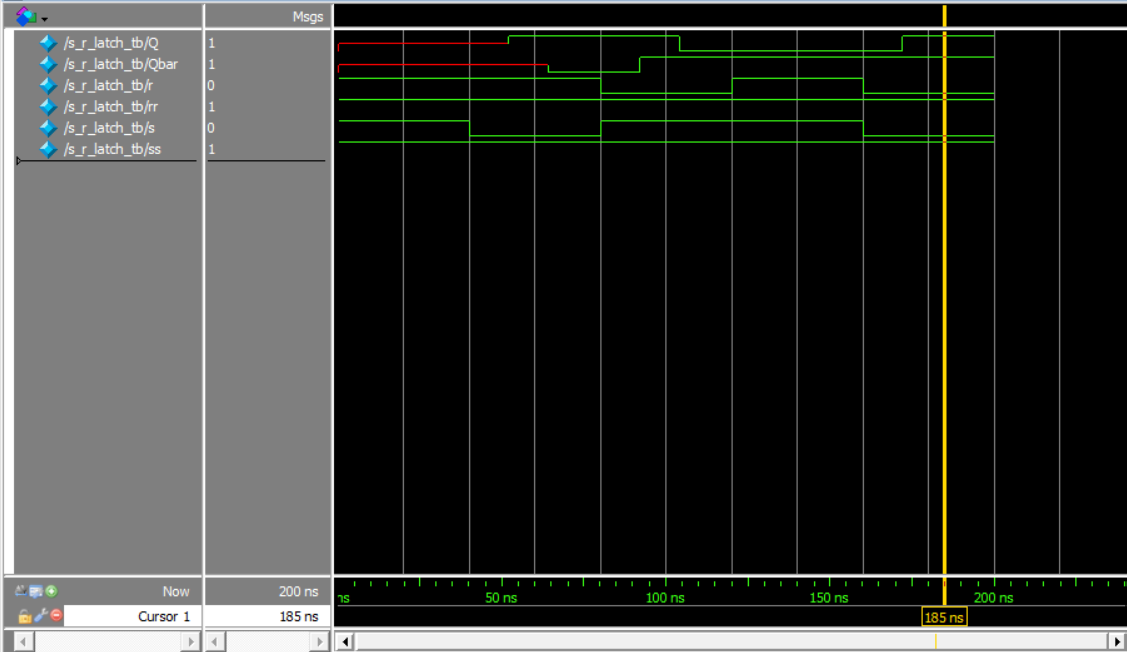 Msgs
/s_r_latch_tb/Q 1
/s_r_latch_tb/Qbar 1
/s_r_latch_tb/r 0
/s_r_latch_tb/rr 1
/s_r_latch_tb/s 0
/s_r_latch_tb/ss 1
Now 200 ns ns 50 ns 100 ns 150 ns 200 ns
Cursor 1 185 ns 185 ns